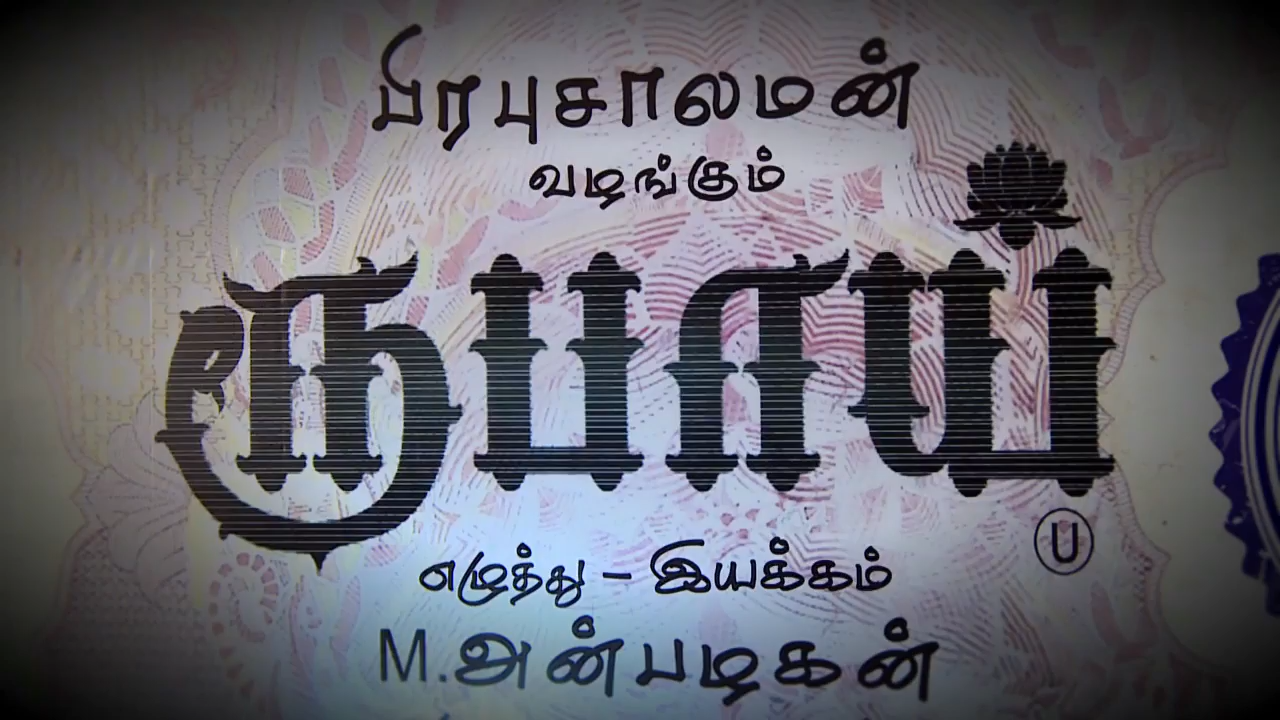 பிரபுசாலமன்
வழங்கும்
ரூபாய்
U
எழுத்து - இயக்கம்
M.அன்பழகன்